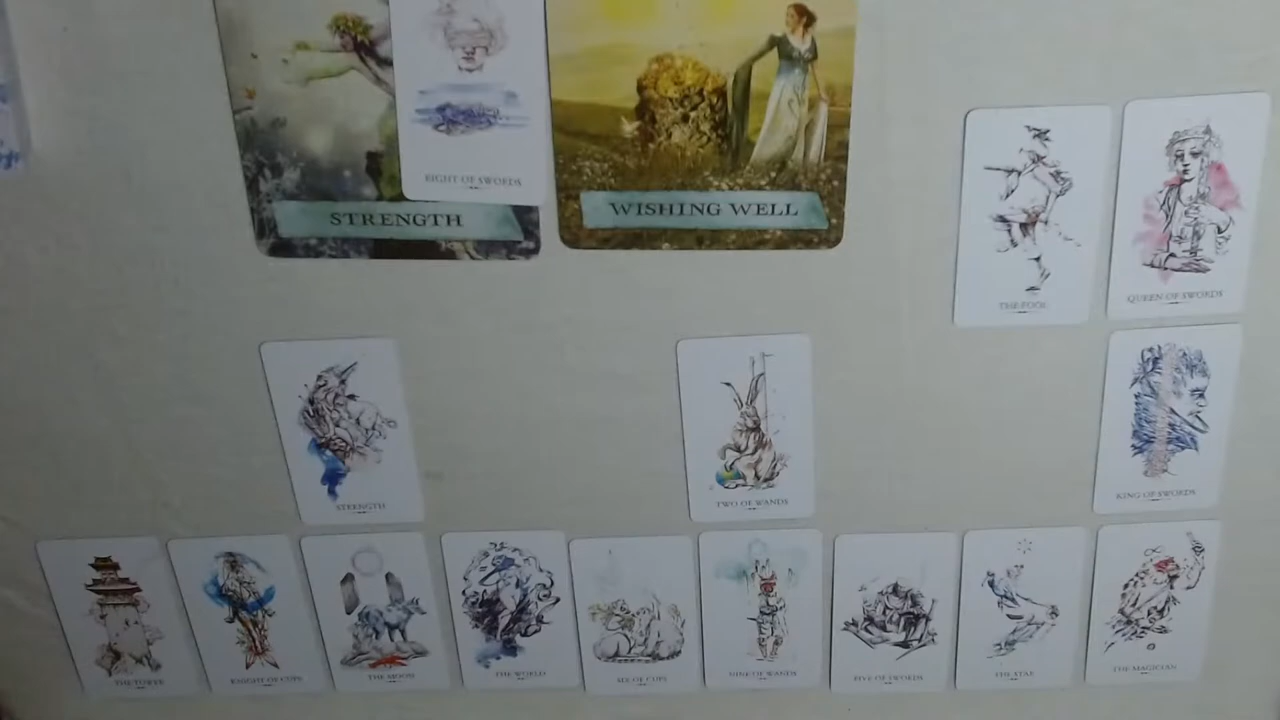 EIGHT OF SWORDS
STRENGTH
WISHING WELL
THE FOOL
QUEEN OF SWORDS
STRENGTH
TWO OF WANDS
KING OF SWORDS
THE TOWER
KNIGHT OF CUPS
THE MOON
THE WORLD
SIX OF CUPS
NINE OF WANDS
FIVE OF SWORDS
THE STAR
THE MAGICIAN